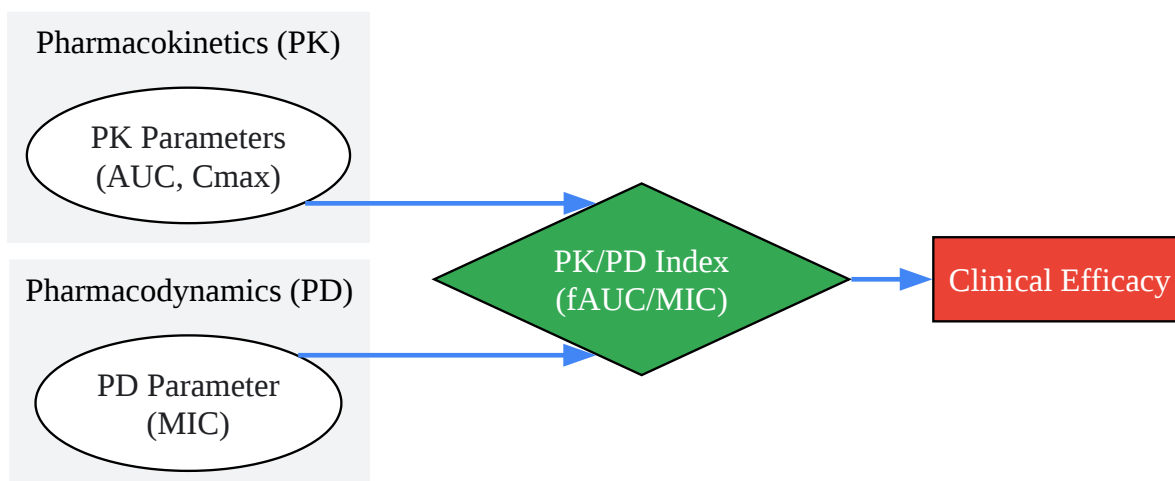 Pharmacokinetics (PK)
PK Parameters
(AUC, Cmax)
PK/PD Index
(fAUC/MIC)
Clinical Efficacy
Pharmacodynamics (PD)
PD Parameter
(MIC)